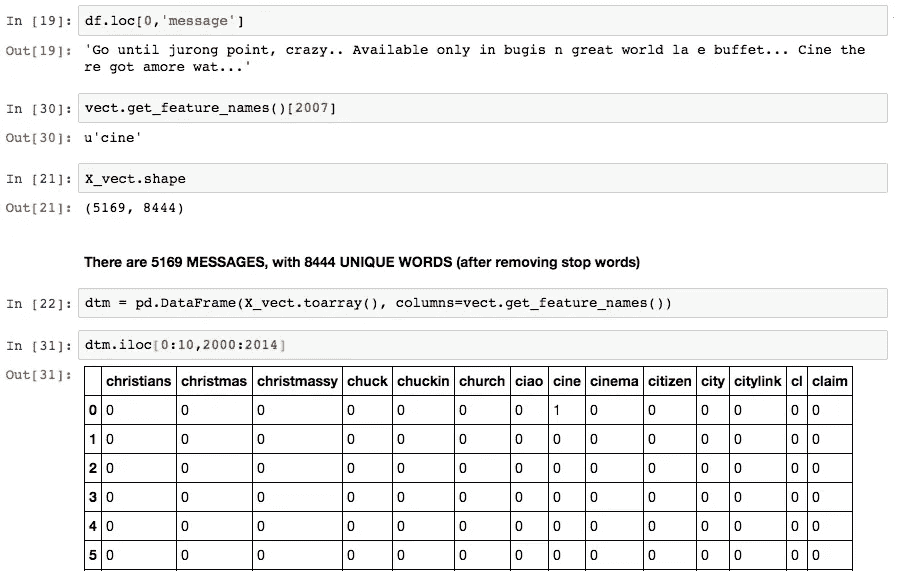 In [19]: df.loc[0,'message']
Out[19]: 'Go until jurong point, crazy.. Available only in bugis n great world la e buffet... Cine the
re got amore wat...'
In [30]: vect.get_feature_names()[2007]
Out[30]: u'cine'
In [21]: X_vect.shape
Out[21]: (5169, 8444)
There are 5169 MESSAGES, with 8444 UNIQUE WORDS (after removing stop words)
In [22]: dtm = pd.DataFrame(X_vect.toarray(), columns=vect.get_feature_names())
In [31]: dtm.iloc[0:10,2000:2014]
Out[31]:
christians christmas christmassy chuck chuckin church ciao cine cinema citizen city citylink cl claim
0 0 0 0 0 0 0 0 1 0 0 0 0 0 0
1 0 0 0 0 0 0 0 0 0 0 0 0 0 0
2 0 0 0 0 0 0 0 0 0 0 0 0 0 0
3 0 0 0 0 0 0 0 0 0 0 0 0 0 0
4 0 0 0 0 0 0 0 0 0 0 0 0 0 0
5 0 0 0 0 0 0 0 0 0 0 0 0 0 0